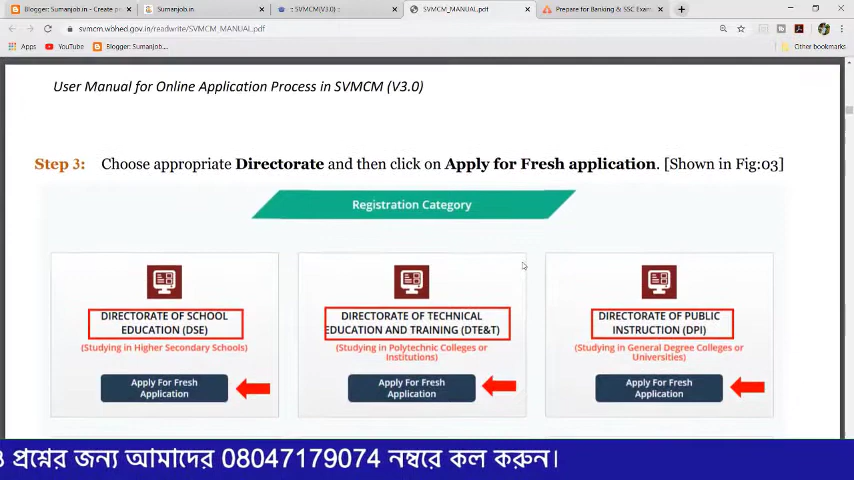 Blogger: Sumanjob.in - Create pe
Sumanjob.in
:: SVMCM(V3.0) ::
SVMCM_MANUAL.pdf
Prepare for Banking & SSC Exam
svmcm.wbhed.gov.in/readwrite/SVMCM_MANUAL.pdf
Apps
YouTube
Blogger: Sumanjob....
Other bookmarks
User Manual for Online Application Process in SVMCM (V3.0)
Step 3: Choose appropriate Directorate and then click on Apply for Fresh application. [Shown in Fig:03]
Registration Category
DIRECTORATE OF SCHOOL
EDUCATION (DSE)
(Studying in Higher Secondary Schools)
Apply For Fresh
Application
DIRECTORATE OF TECHNICAL
EDUCATION AND TRAINING (DTE&T)
(Studying in Polytechnic Colleges or
Institutions)
Apply For Fresh
Application
DIRECTORATE OF PUBLIC
INSTRUCTION (DPI)
(Studying in General Degree Colleges or
Universities)
Apply For Fresh
Application
প্রশ্নের জন্য আমাদের 08047179074 নম্বরে কল করুন।